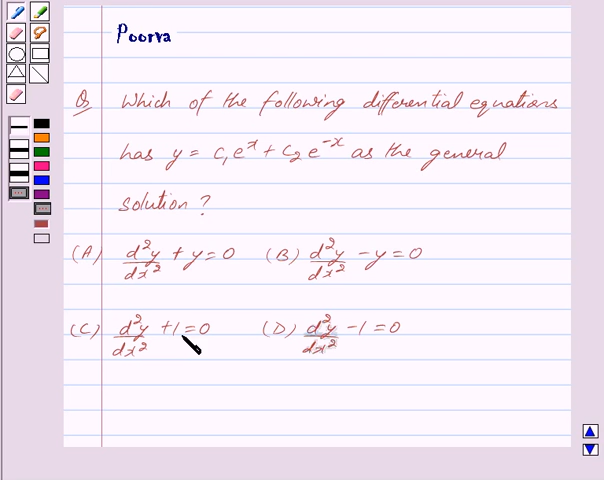 Poorva
Q Which of the following differential equations
has y = c₁eˣ + c₂e⁻ˣ as the general
solution ?
(A) d²y/dx² + y = 0 (B) d²y/dx² - y = 0
(C) d²y/dx² + 1 = 0 (D) d²y/dx² - 1 = 0